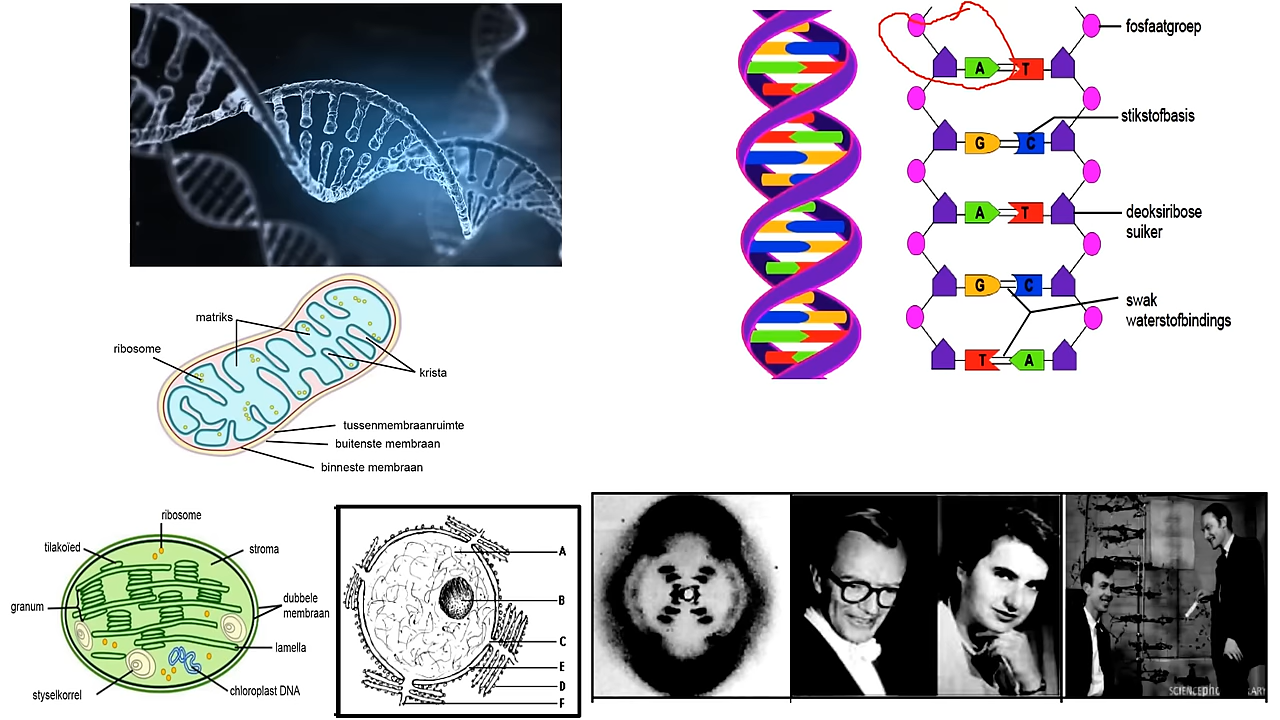 fosfaatgroep
A T
stikstofbasis
G C
A T
deoksiribose
suiker
G C
swak
waterstofbindings
T A
matriks
ribosome
krista
tussenmembraanruimte
buitenste membraan
binneste membraan
ribosome
tilakoïed
stroma
granum
dubbele
membraan
lamella
styselkorrel
chloroplast DNA
A
B
C
E
D
F